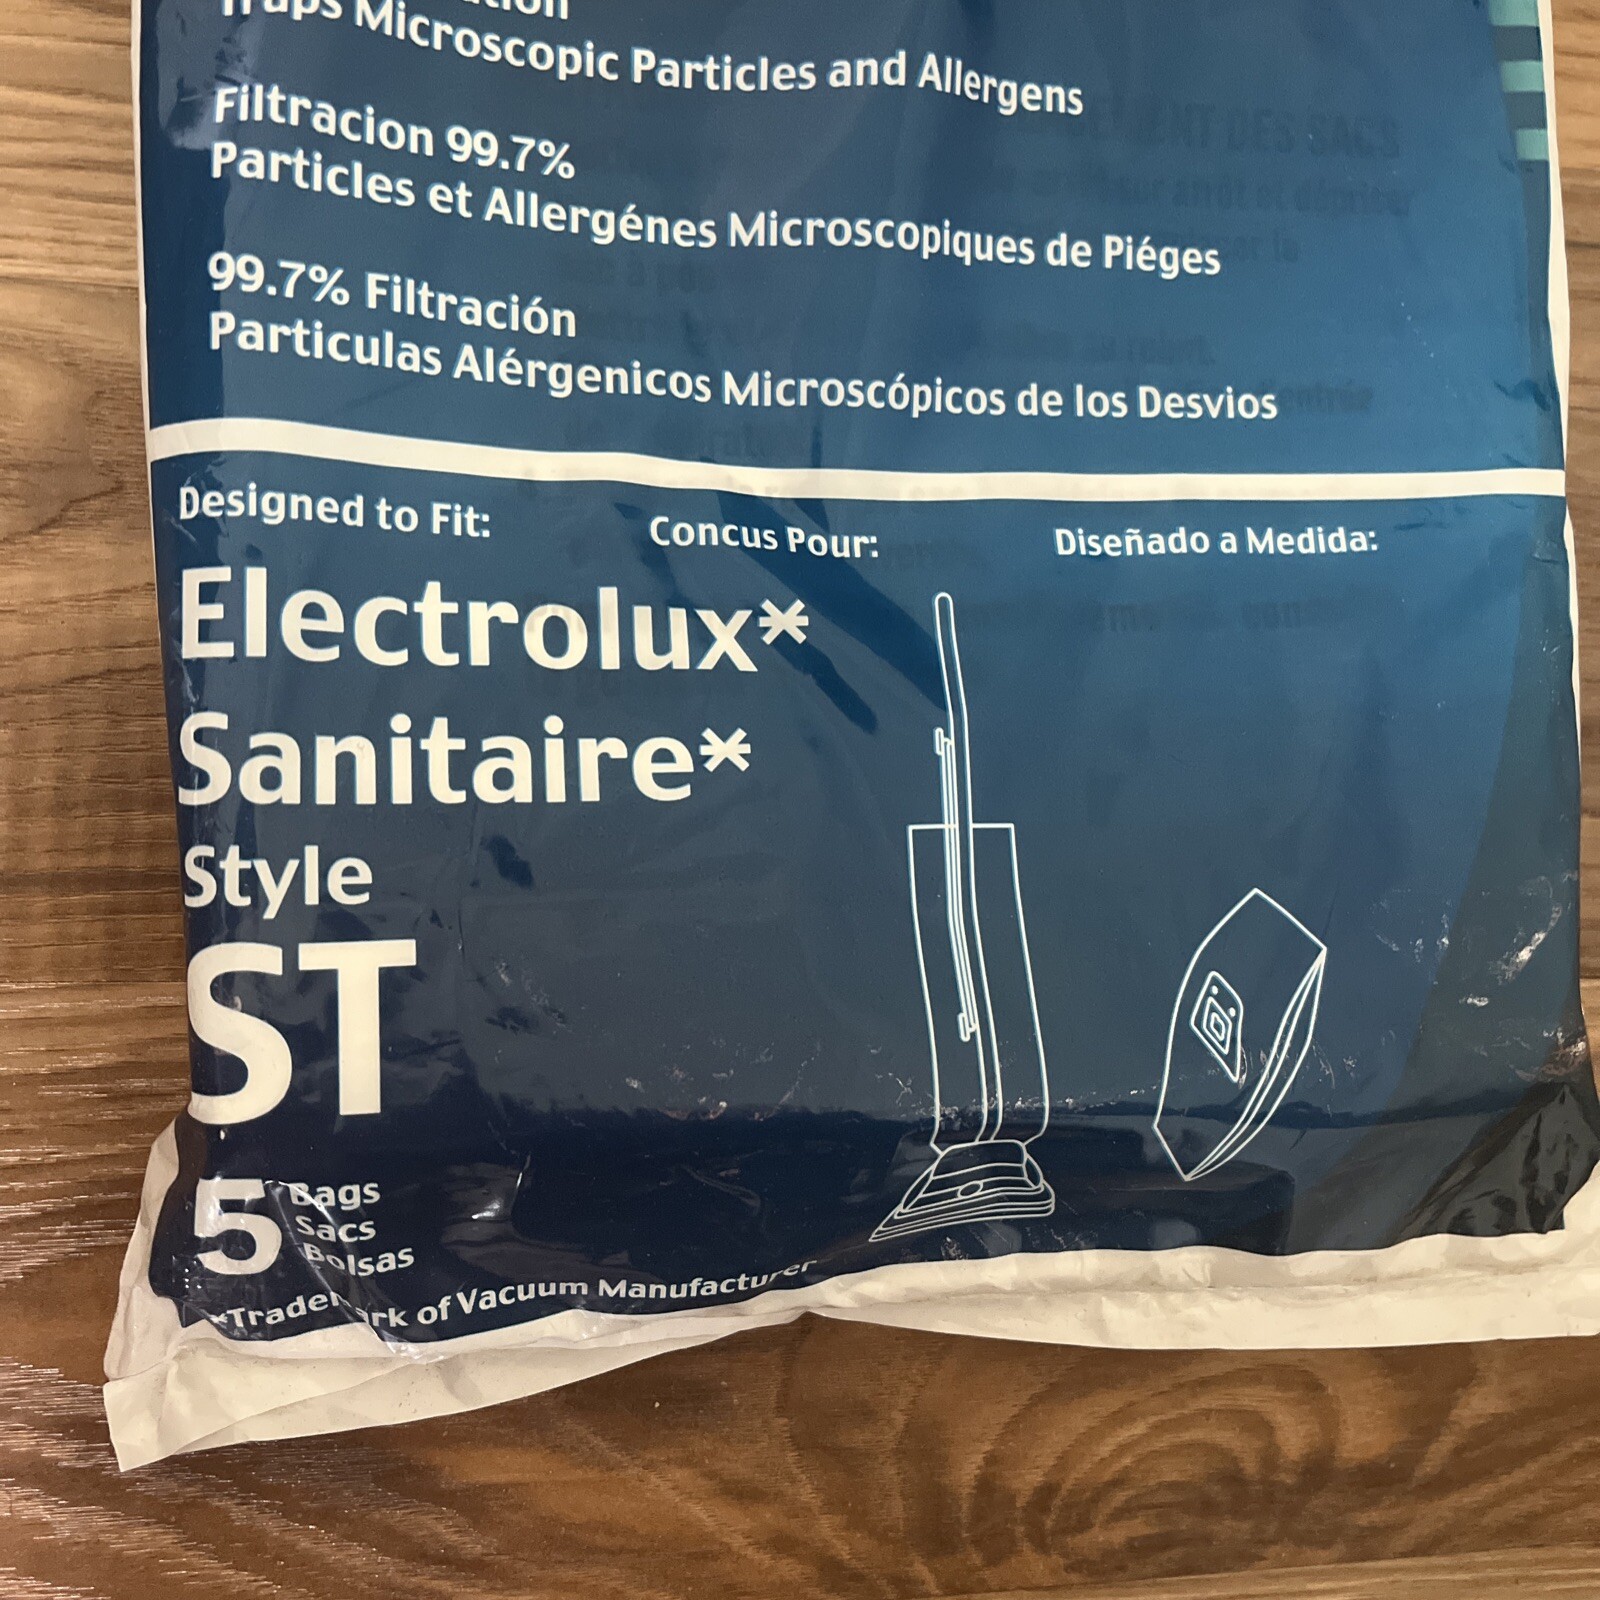 Traps Microscopic Particles and Allergens
Filtracion 99.7%
Particles et Allergénes Microscopiques de Piéges
99.7% Filtración
Particulas Alérgenicos Microscópicos de los Desvios
Designed to Fit:
Concus Pour:
Diseñado a Medida:
Electrolux*
Sanitaire*
Style
ST
5 Bags
Sacs
Bolsas
*Trademark of Vacuum Manufacturer